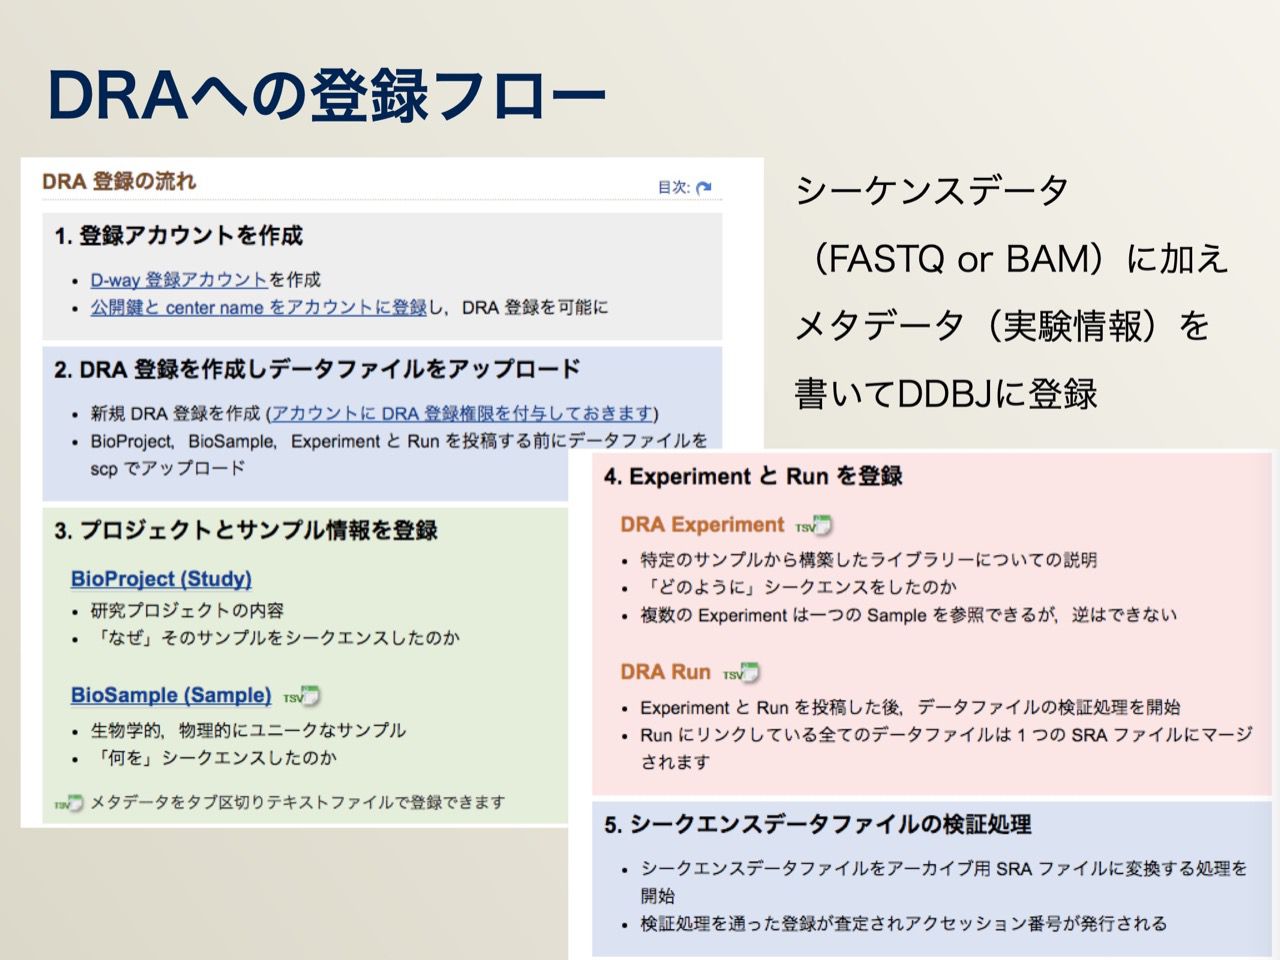 DRAへの登録フロー
DRA 登録の流れ
目次:
1. 登録アカウントを作成
• D-way 登録アカウントを作成
• 公開鍵と center name をアカウントに登録し，DRA 登録を可能に
2. DRA 登録を作成しデータファイルをアップロード
• 新規 DRA 登録を作成 (アカウントに DRA 登録権限を付与しておきます)
• BioProject，BioSample，Experiment と Run を投稿する前にデータファイルを
scp でアップロード
3. プロジェクトとサンプル情報を登録
BioProject (Study)
• 研究プロジェクトの内容
• 「なぜ」そのサンプルをシークエンスしたのか
BioSample (Sample) TSV
• 生物学的，物理的にユニークなサンプル
• 「何を」シークエンスしたのか
TSV メタデータをタブ区切りテキストファイルで登録できます
シーケンスデータ
（FASTQ or BAM）に加え
メタデータ（実験情報）を
書いてDDBJに登録
4. Experiment と Run を登録
DRA Experiment TSV
• 特定のサンプルから構築したライブラリーについての説明
• 「どのように」シークエンスをしたのか
• 複数の Experiment は一つの Sample を参照できるが，逆はできない
DRA Run TSV
• Experiment と Run を投稿した後，データファイルの検証処理を開始
• Run にリンクしている全てのデータファイルは 1 つの SRA ファイルにマージ
されます
5. シークエンスデータファイルの検証処理
• シークエンスデータファイルをアーカイブ用 SRA ファイルに変換する処理を
開始
• 検証処理を通った登録が査定されアクセッション番号が発行される